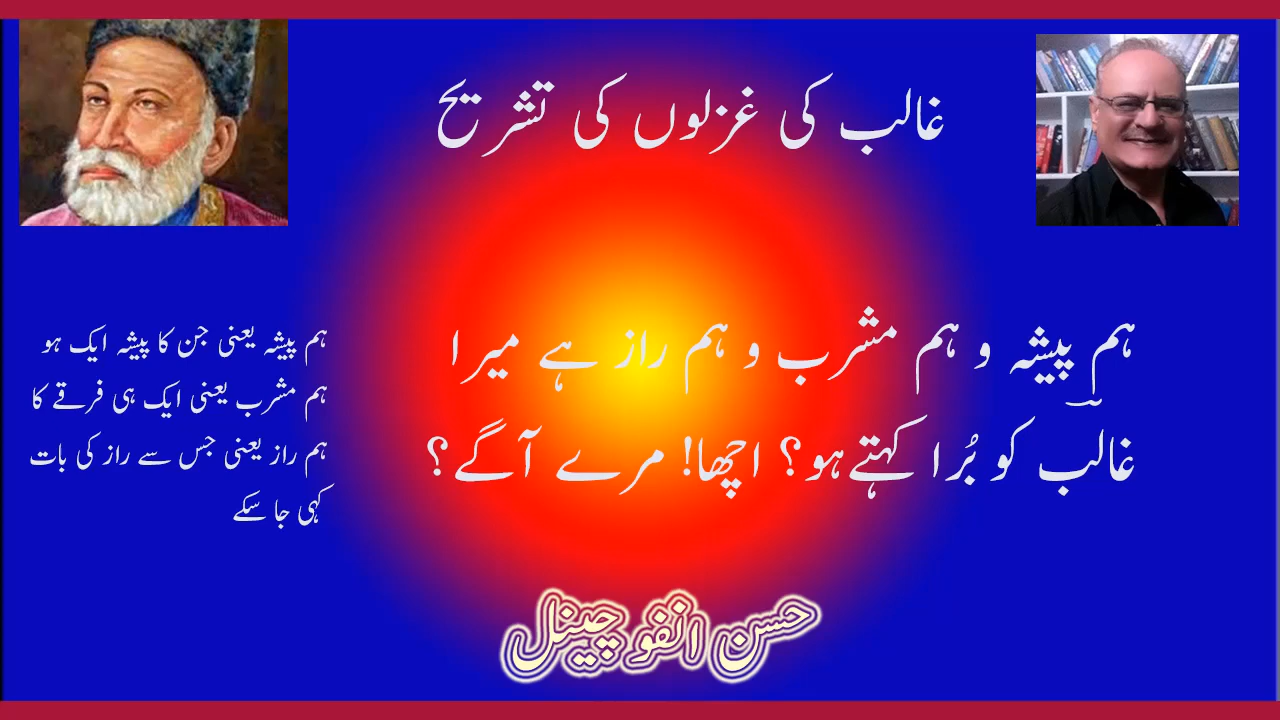 غالب کی غزلوں کی تشریح
ہم پیشہ و ہم مشرب و ہم راز ہے میرا
غالبؔ کو بُرا کہتے ہو؟ اچھا! مرے آگے؟
ہم پیشہ یعنی جن کا پیشہ ایک ہو
ہم مشرب یعنی ایک ہی فرقے کا
ہم راز یعنی جس سے راز کی بات
کہی جا سکے
حسن انفو چینل